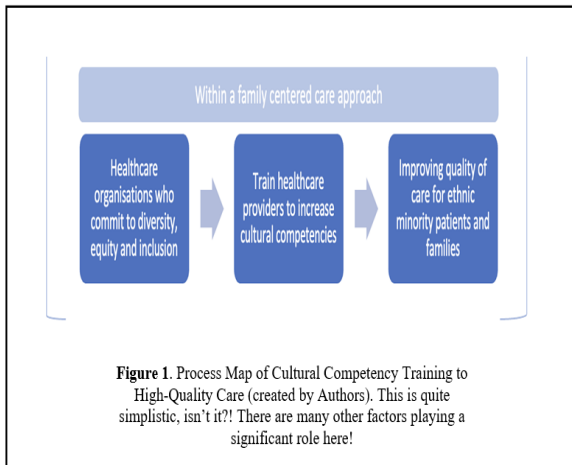 Within a family centered care approach
Healthcare
organisations who
commit to diversity,
equity and inclusion
Train healthcare
providers to increase
cultural competencies
Improving quality of
care for ethnic
minority patients and
families
Figure 1. Process Map of Cultural Competency Training to
High-Quality Care (created by Authors). This is quite
simplistic, isn’t it?! There are many other factors playing a
significant role here!